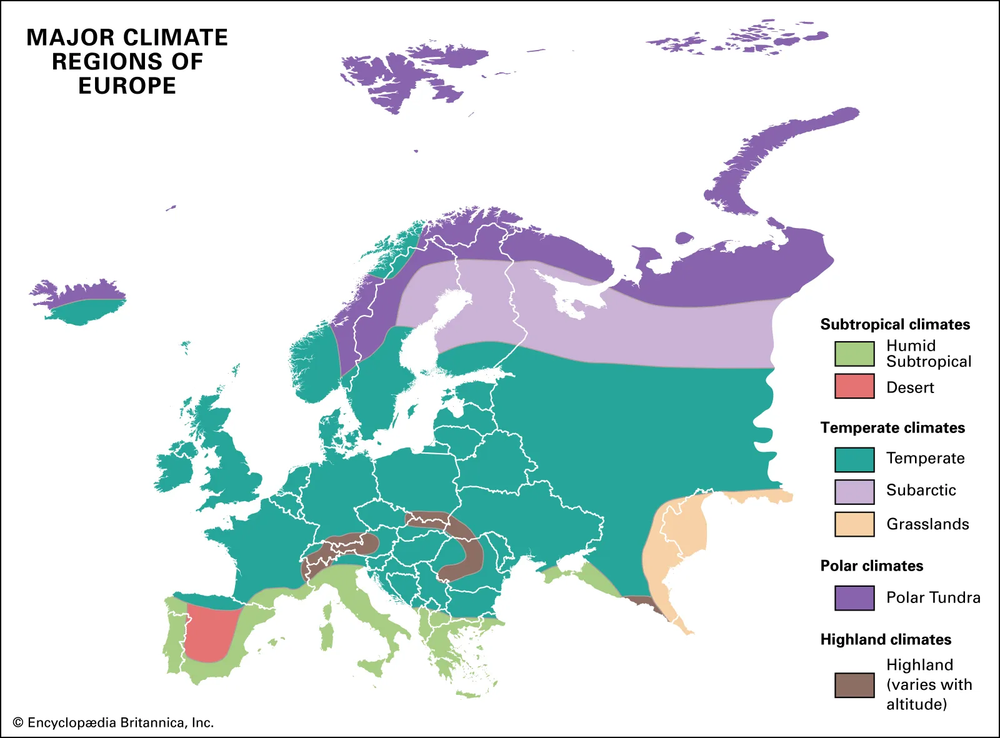 MAJOR CLIMATE
REGIONS OF
EUROPE
Subtropical climates
Humid
Subtropical
Desert
Temperate climates
Temperate
Subarctic
Grasslands
Polar climates
Polar Tundra
Highland climates
Highland
(varies with
altitude)
© Encyclopædia Britannica, Inc.